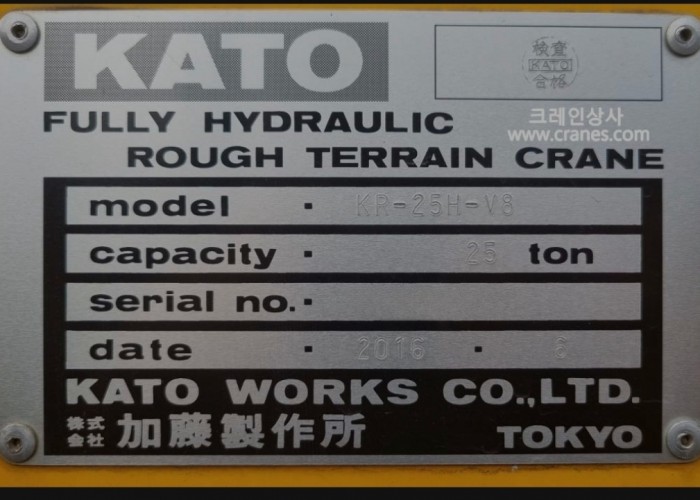 KATO
検査
KATO
合格
크레인상사
www.cranes.com
FULLY HYDRAULIC
ROUGH TERRAIN CRANE
model · KR-25H-V8
capacity · 25 ton
serial no. ·
date · 2016 · 6
KATO WORKS CO.,LTD.
株式会社 加藤製作所 TOKYO